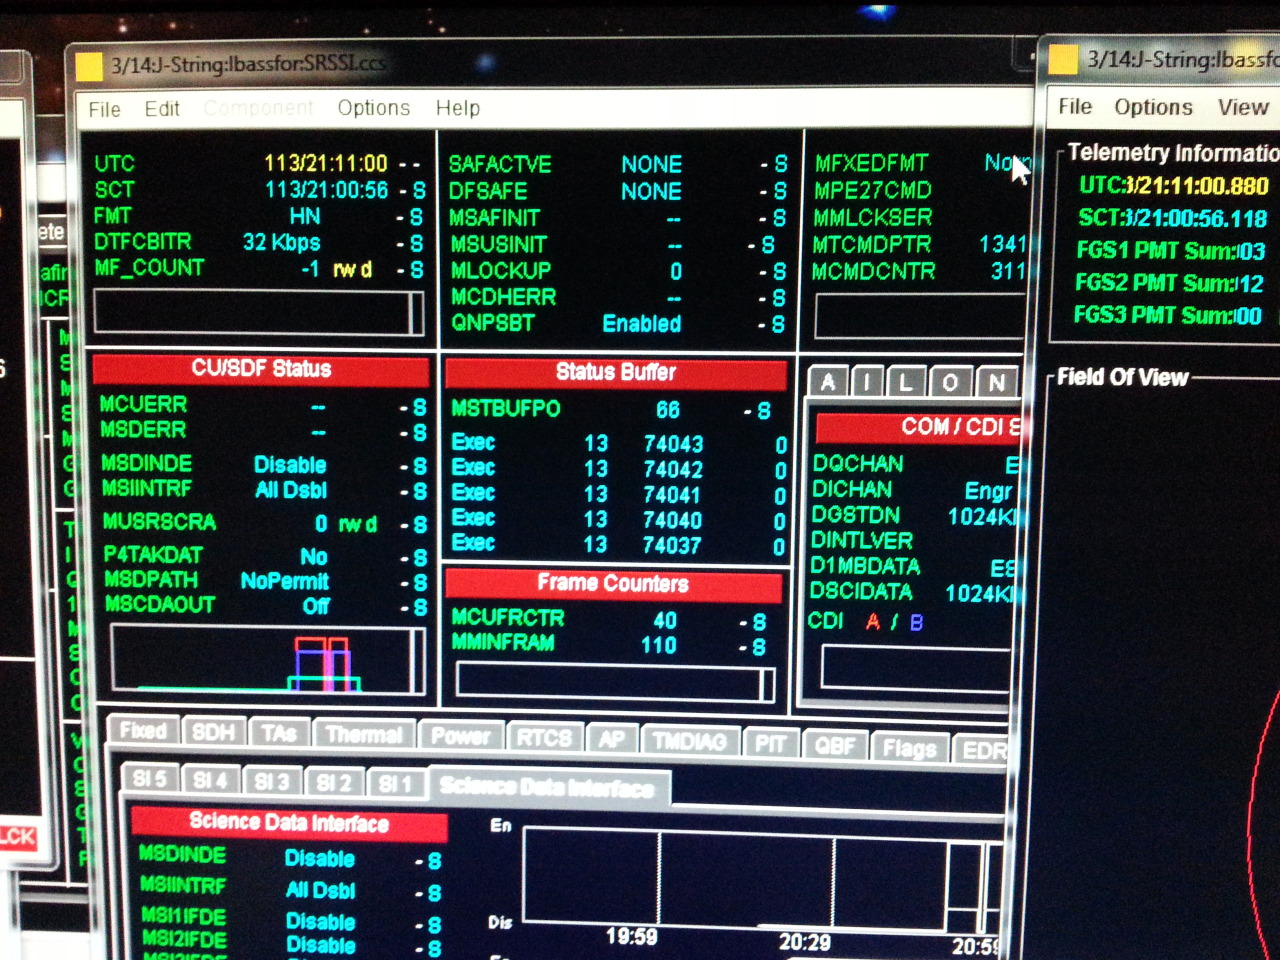 3/14:J-String:lbassfor:SRSSI.ccs
File Edit Component Options Help
UTC 113/21:11:00 - -
SCT 113/21:00:56 - S
FMT HN - S
DTFCBITR 32 Kbps - S
MF_COUNT -1 rw d - S
SAFACTVE NONE - S
DFSAFE NONE - S
MSAFINIT -- - S
MSUSINIT -- - S
MLOCKUP 0 - S
MCDHERR -- - S
QNPSBT Enabled - S
MFXEDFMT
MPE27CMD
MMLCKSER
MTCMDPTR 1341
MCMDCNTR 311
CU/SDF Status
MCUERR -- - S
MSDERR -- - S
MSDINDE Disable - S
MSIINTRF All Dsbl - S
MUSRSCRA 0 rw d - S
P4TAKDAT No - S
MSDPATH NoPermit - S
MSCDAOUT Off - S
Status Buffer
MSTBUFPO 66 - S
Exec 13 74043 0
Exec 13 74042 0
Exec 13 74041 0
Exec 13 74040 0
Exec 13 74037 0
Frame Counters
MCUFRCTR 40 - S
MMINFRAM 110 - S
A I L O N
COM / CDI S
DQCHAN E
DICHAN Engr
DGSTDN 1024K
DINTLVER
D1MBDATA ES
DSCIDATA 1024K
CDI A / B
Fixed SDH TAs Thermal Power RTCS AP TMDIAG PIT QBF Flags EDR
SI 5 SI 4 SI 3 SI 2 SI 1 Science Data Interface
Science Data Interface
MSDINDE Disable - S
MSIINTRF All Dsbl - S
MSI1IFDE Disable - S
MSI2IFDE Disable - S
En
Dis
19:59 20:29 20:59
3/14:J-String:lbassfo
File Options View
Telemetry Informatio
UTC:3/21:11:00.880
SCT:3/21:00:56.118
FGS1 PMT Sum:03
FGS2 PMT Sum:12
FGS3 PMT Sum:00
Field Of View
LCK